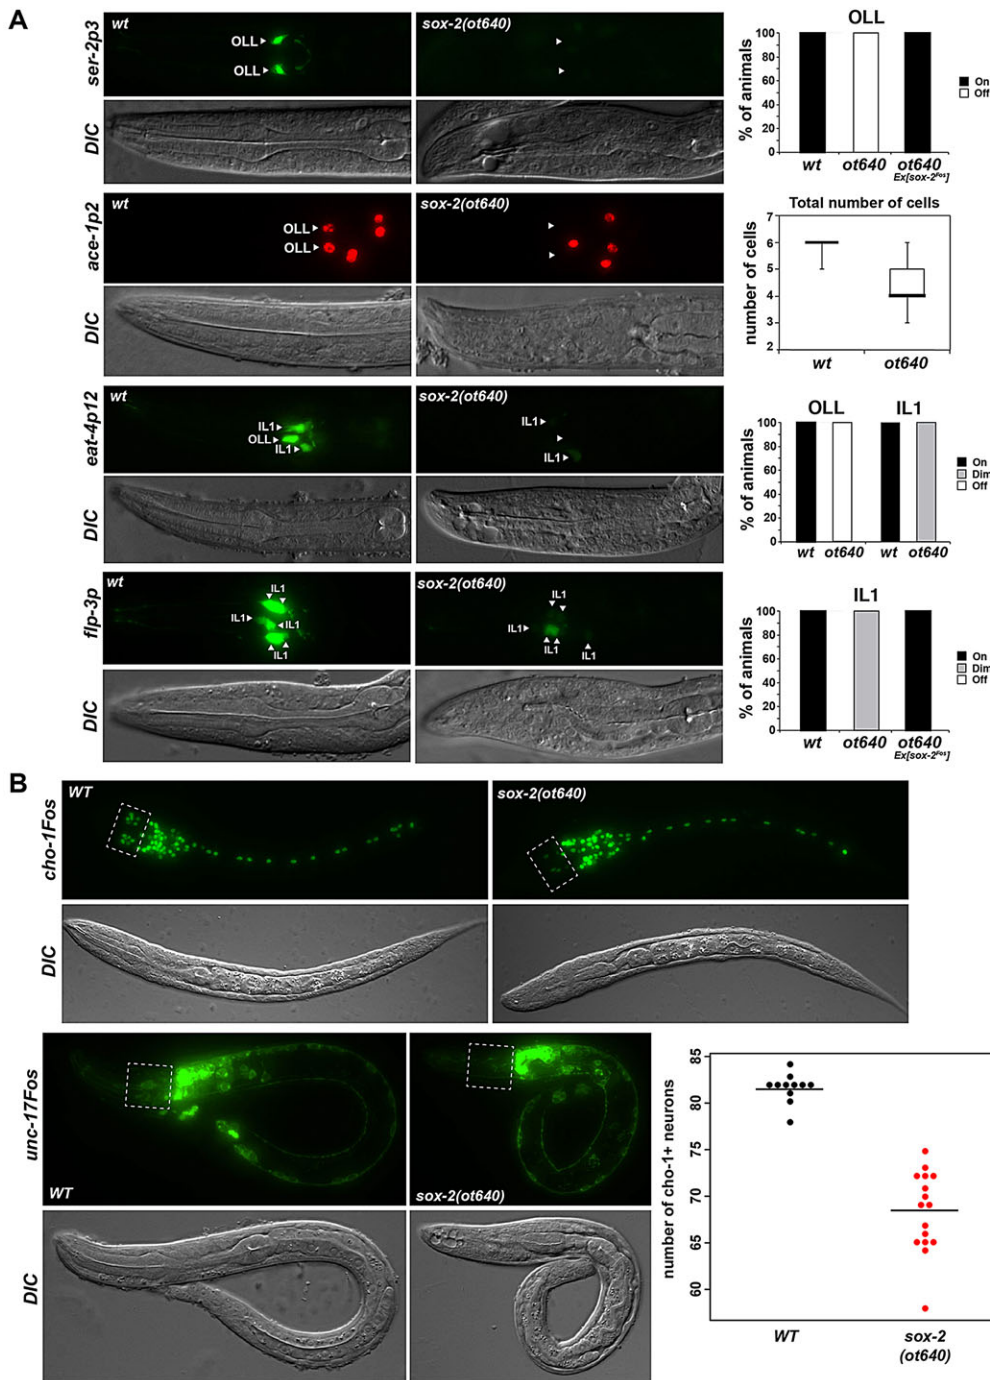 A
ser-2p3
wt
OLL
OLL
sox-2(ot640)
DIC
OLL
% of animals
100
80
60
40
20
0
On
Off
wt
ot640
ot640
Ex[sox-2Fos]
ace-1p2
wt
OLL
OLL
sox-2(ot640)
DIC
Total number of cells
number of cells
7
6
5
4
3
2
wt
ot640
eat-4p12
wt
IL1
OLL
IL1
sox-2(ot640)
IL1
IL1
DIC
OLL
IL1
% of animals
100
80
60
40
20
0
On
Dim
Off
wt
ot640
wt
ot640
flp-3p
wt
IL1
IL1
IL1
IL1
sox-2(ot640)
IL1
IL1
IL1
IL1
DIC
IL1
% of animals
100
80
60
40
20
0
On
Dim
Off
wt
ot640
ot640
Ex[sox-2Fos]
B
cho-1Fos
WT
sox-2(ot640)
DIC
unc-17Fos
WT
sox-2(ot640)
DIC
number of cho-1+ neurons
85
80
75
70
65
60
WT
sox-2
(ot640)